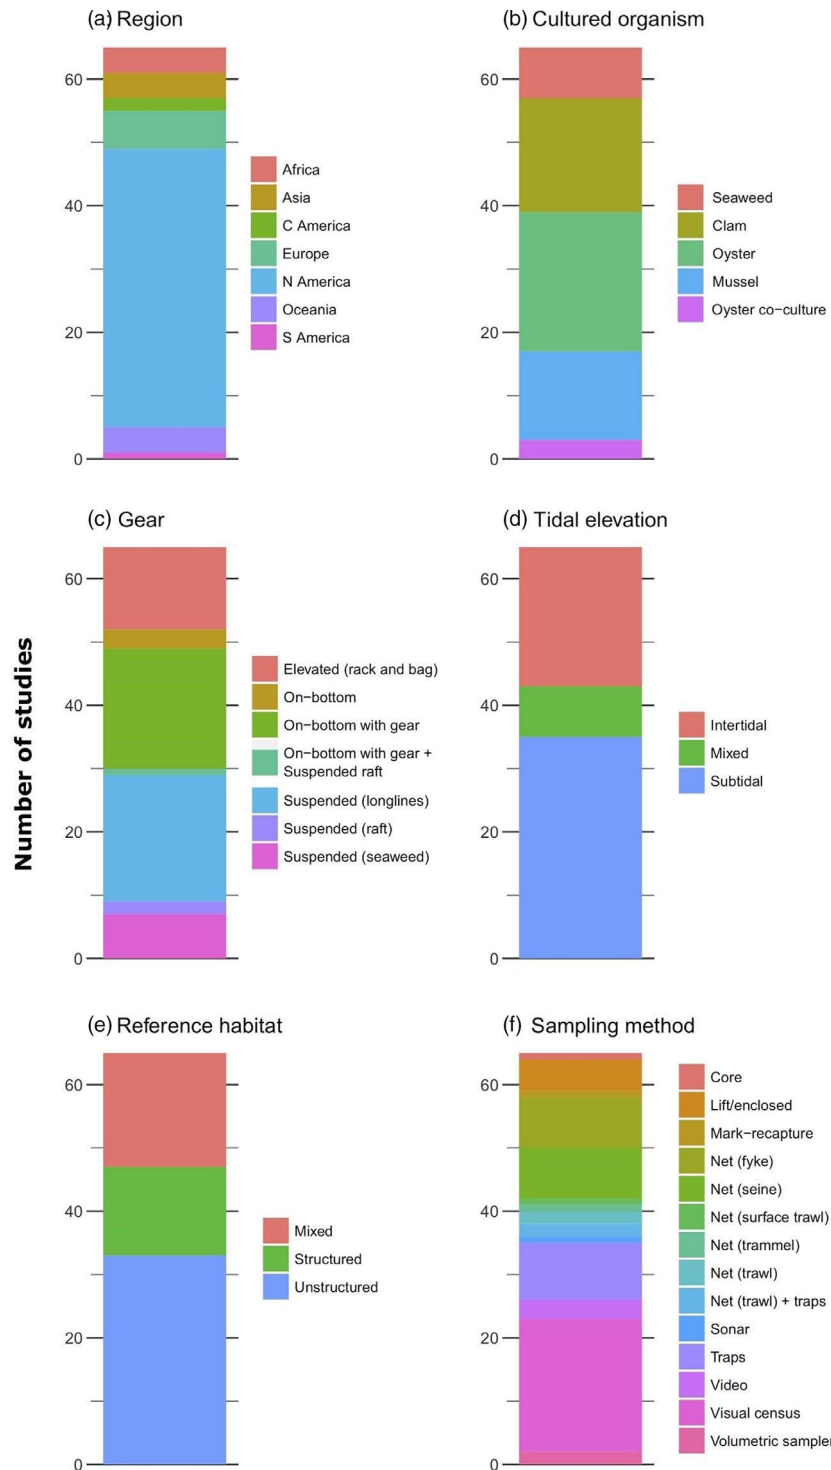 (a) Region
60
40
20
0
Africa
Asia
C America
Europe
N America
Oceania
S America
(b) Cultured organism
60
40
20
0
Seaweed
Clam
Oyster
Mussel
Oyster co−culture
Number of studies
(c) Gear
60
40
20
0
Elevated (rack and bag)
On−bottom
On−bottom with gear
On−bottom with gear +
Suspended raft
Suspended (longlines)
Suspended (raft)
Suspended (seaweed)
(d) Tidal elevation
60
40
20
0
Intertidal
Mixed
Subtidal
(e) Reference habitat
60
40
20
0
Mixed
Structured
Unstructured
(f) Sampling method
60
40
20
0
Core
Lift/enclosed
Mark−recapture
Net (fyke)
Net (seine)
Net (surface trawl)
Net (trammel)
Net (trawl)
Net (trawl) + traps
Sonar
Traps
Video
Visual census
Volumetric sampler